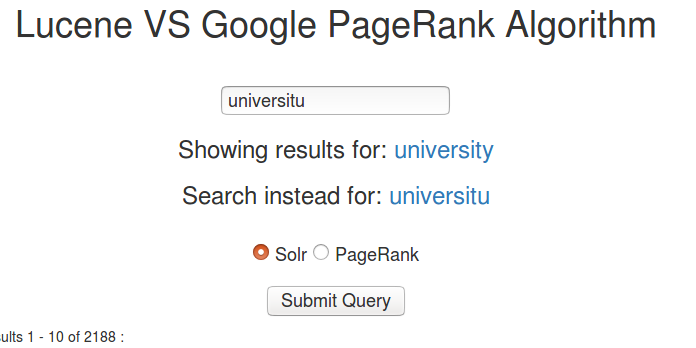 Lucene VS Google PageRank Algorithm
universitu
Showing results for: university
Search instead for: universitu
Solr PageRank
Submit Query
1 - 10 of 2188 :